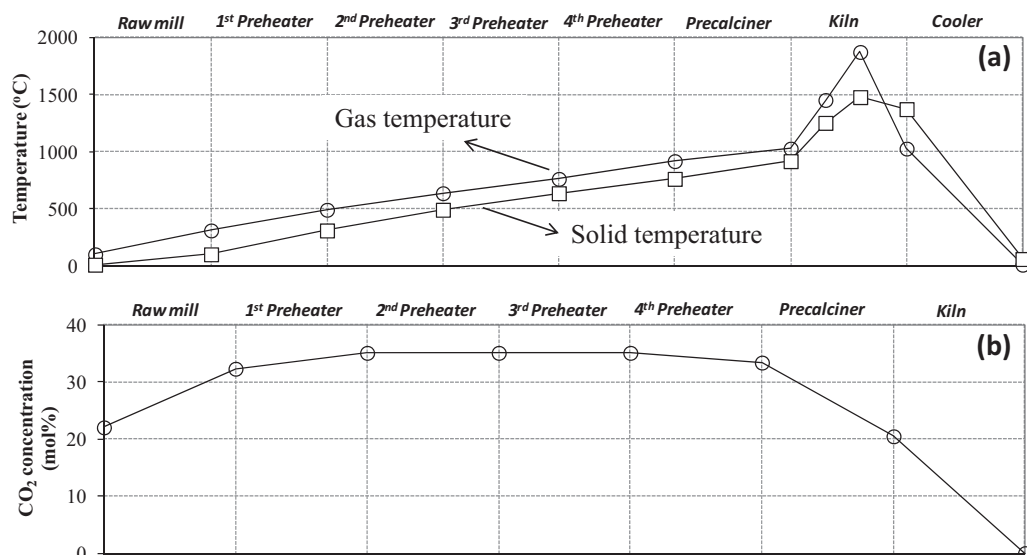 Raw mill 1st Preheater 2nd Preheater 3rd Preheater 4th Preheater Precalciner Kiln Cooler
2000
(a)
1500
Gas temperature
1000
Temperature (ºC)
500
Solid temperature
0
Raw mill 1st Preheater 2nd Preheater 3rd Preheater 4th Preheater Precalciner Kiln
40
(b)
30
20
CO2 concentration
(mol%)
10
0